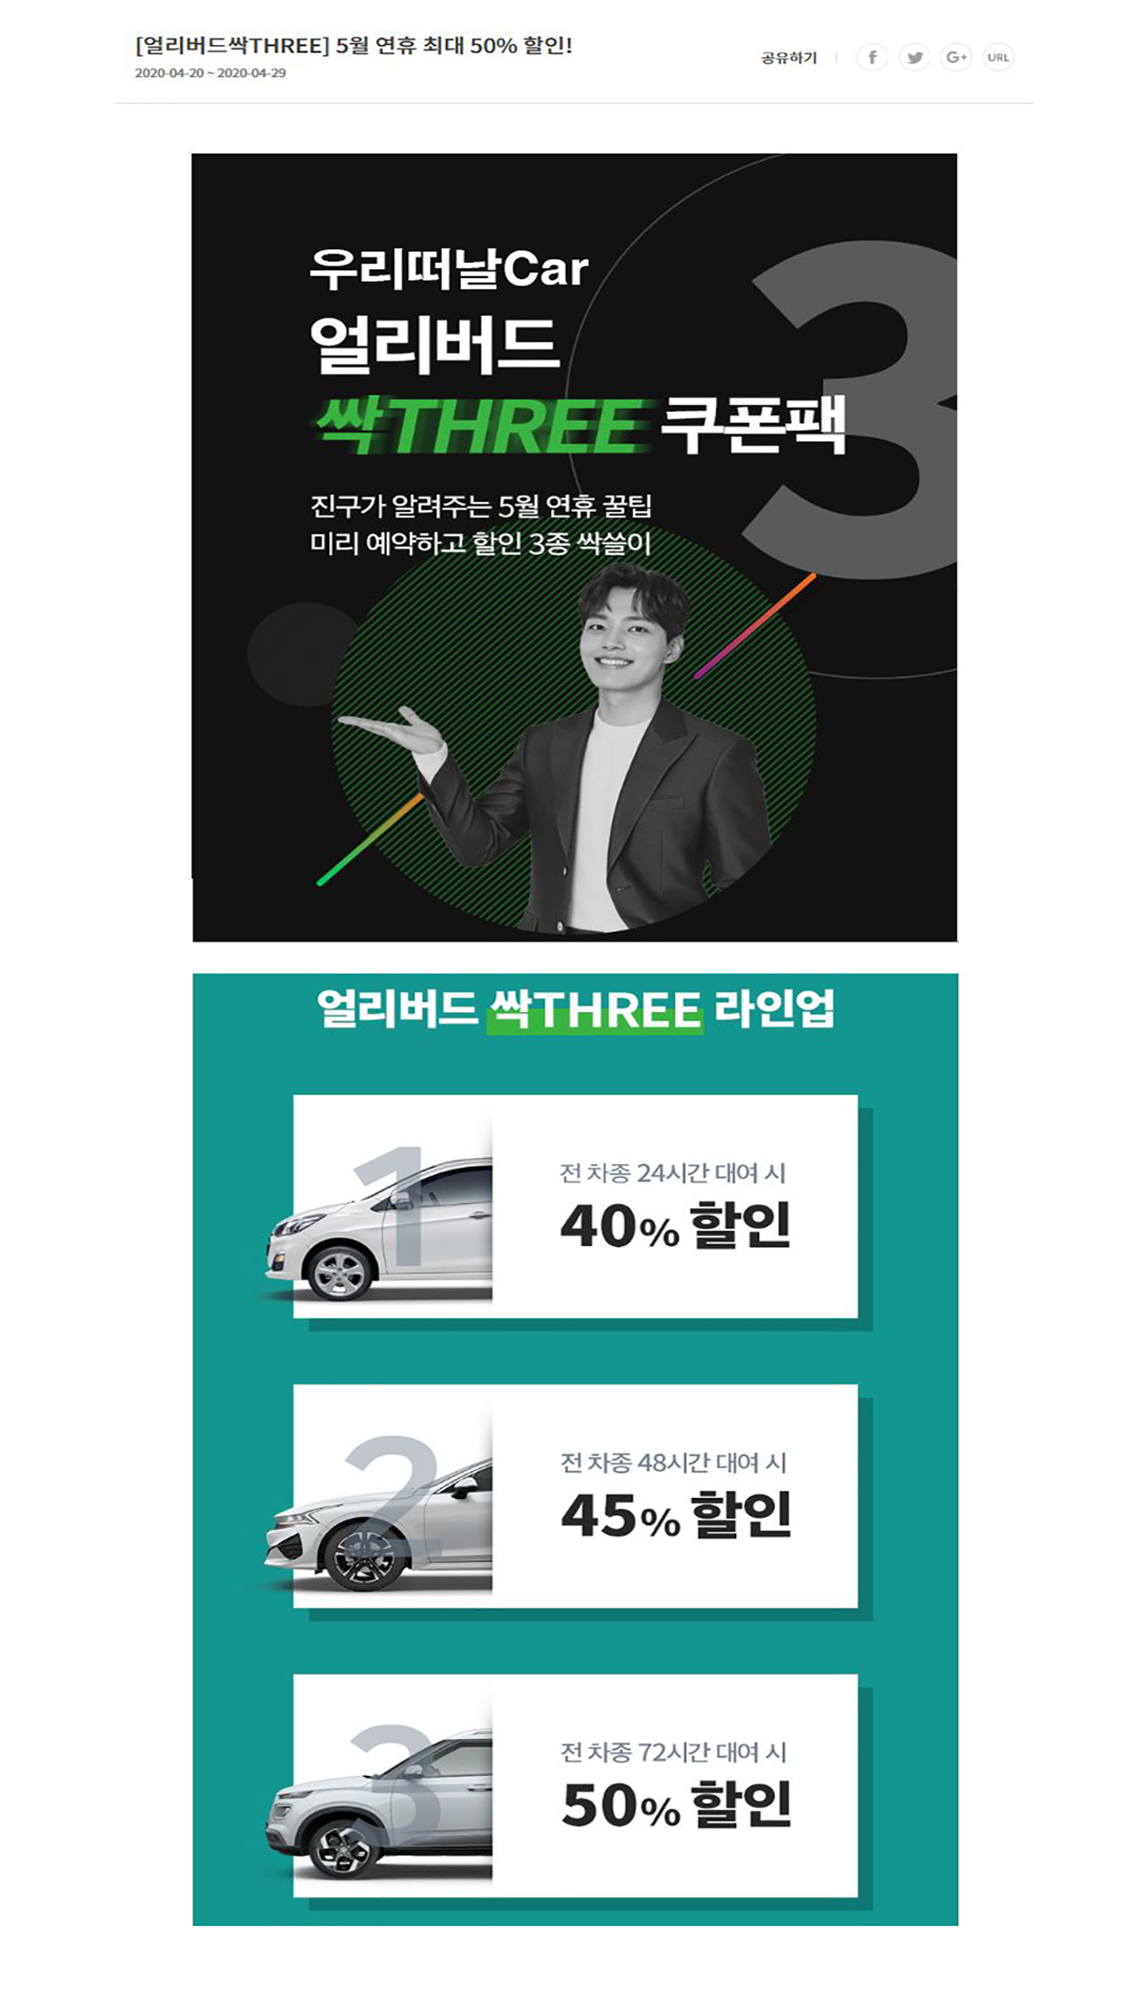 [얼리버드싹THREE] 5월 연휴 최대 50% 할인!
2020-04-20 ~ 2020-04-29
공유하기
f
G+
URL
3
우리떠날Car
얼리버드
싹THREE 쿠폰팩
진구가 알려주는 5월 연휴 꿀팁
미리 예약하고 할인 3종 싹쓸이
얼리버드 싹THREE 라인업
1
전 차종 24시간 대여 시
40% 할인
2
전 차종 48시간 대여 시
45% 할인
3
전 차종 72시간 대여 시
50% 할인